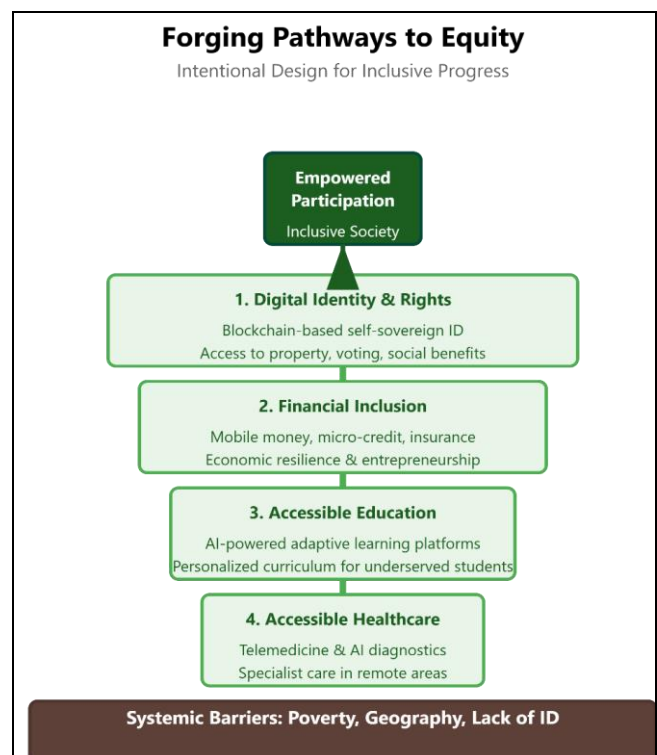 Forging Pathways to Equity
Intentional Design for Inclusive Progress
Empowered
Participation
Inclusive Society
1. Digital Identity & Rights
Blockchain-based self-sovereign ID
Access to property, voting, social benefits
2. Financial Inclusion
Mobile money, micro-credit, insurance
Economic resilience & entrepreneurship
3. Accessible Education
AI-powered adaptive learning platforms
Personalized curriculum for underserved students
4. Accessible Healthcare
Telemedicine & AI diagnostics
Specialist care in remote areas
Systemic Barriers: Poverty, Geography, Lack of ID